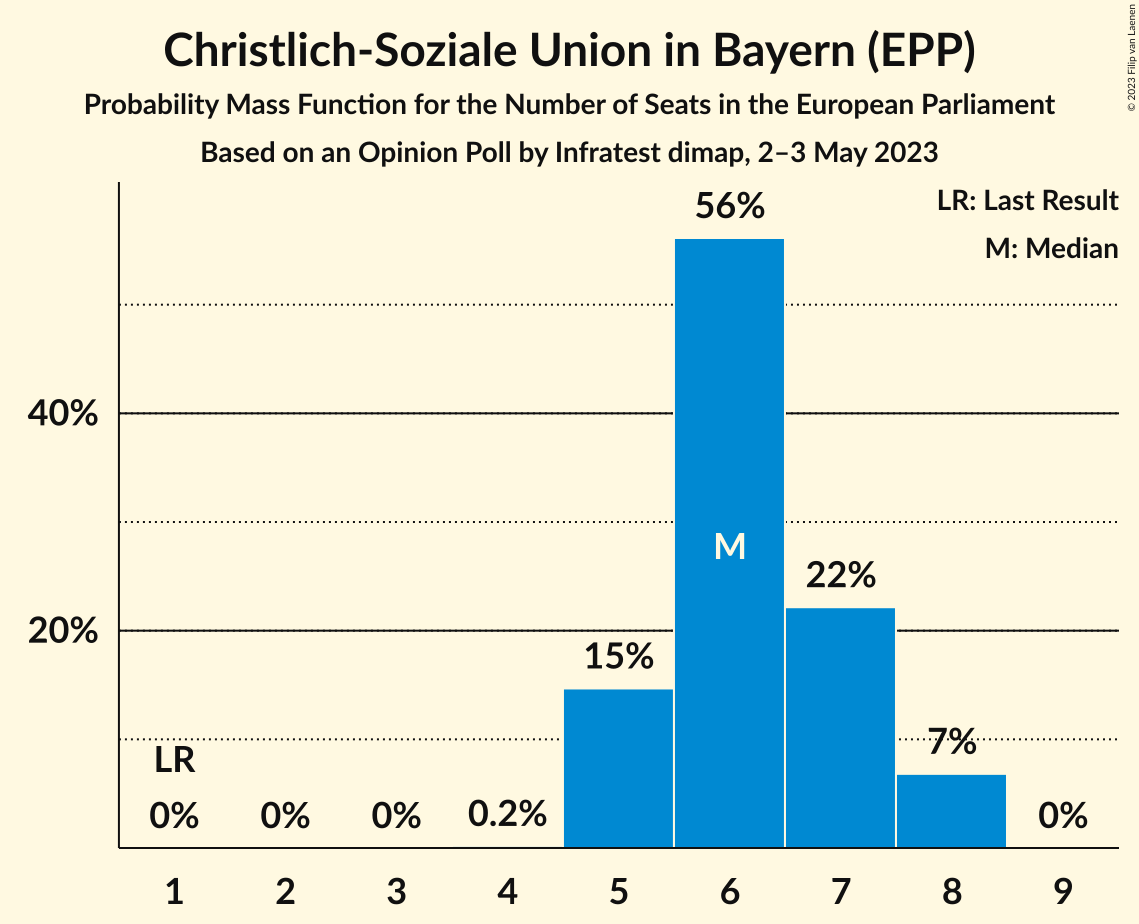 Christlich-Soziale Union in Bayern (EPP)
Probability Mass Function for the Number of Seats in the European Parliament
Based on an Opinion Poll by Infratest dimap, 2–3 May 2023
© 2023 Filip van Laenen
LR: Last Result
M: Median
56%
40%
M
22%
20%
15%
LR
7%
0% 0% 0% 0.2% 0%
1 2 3 4 5 6 7 8 9